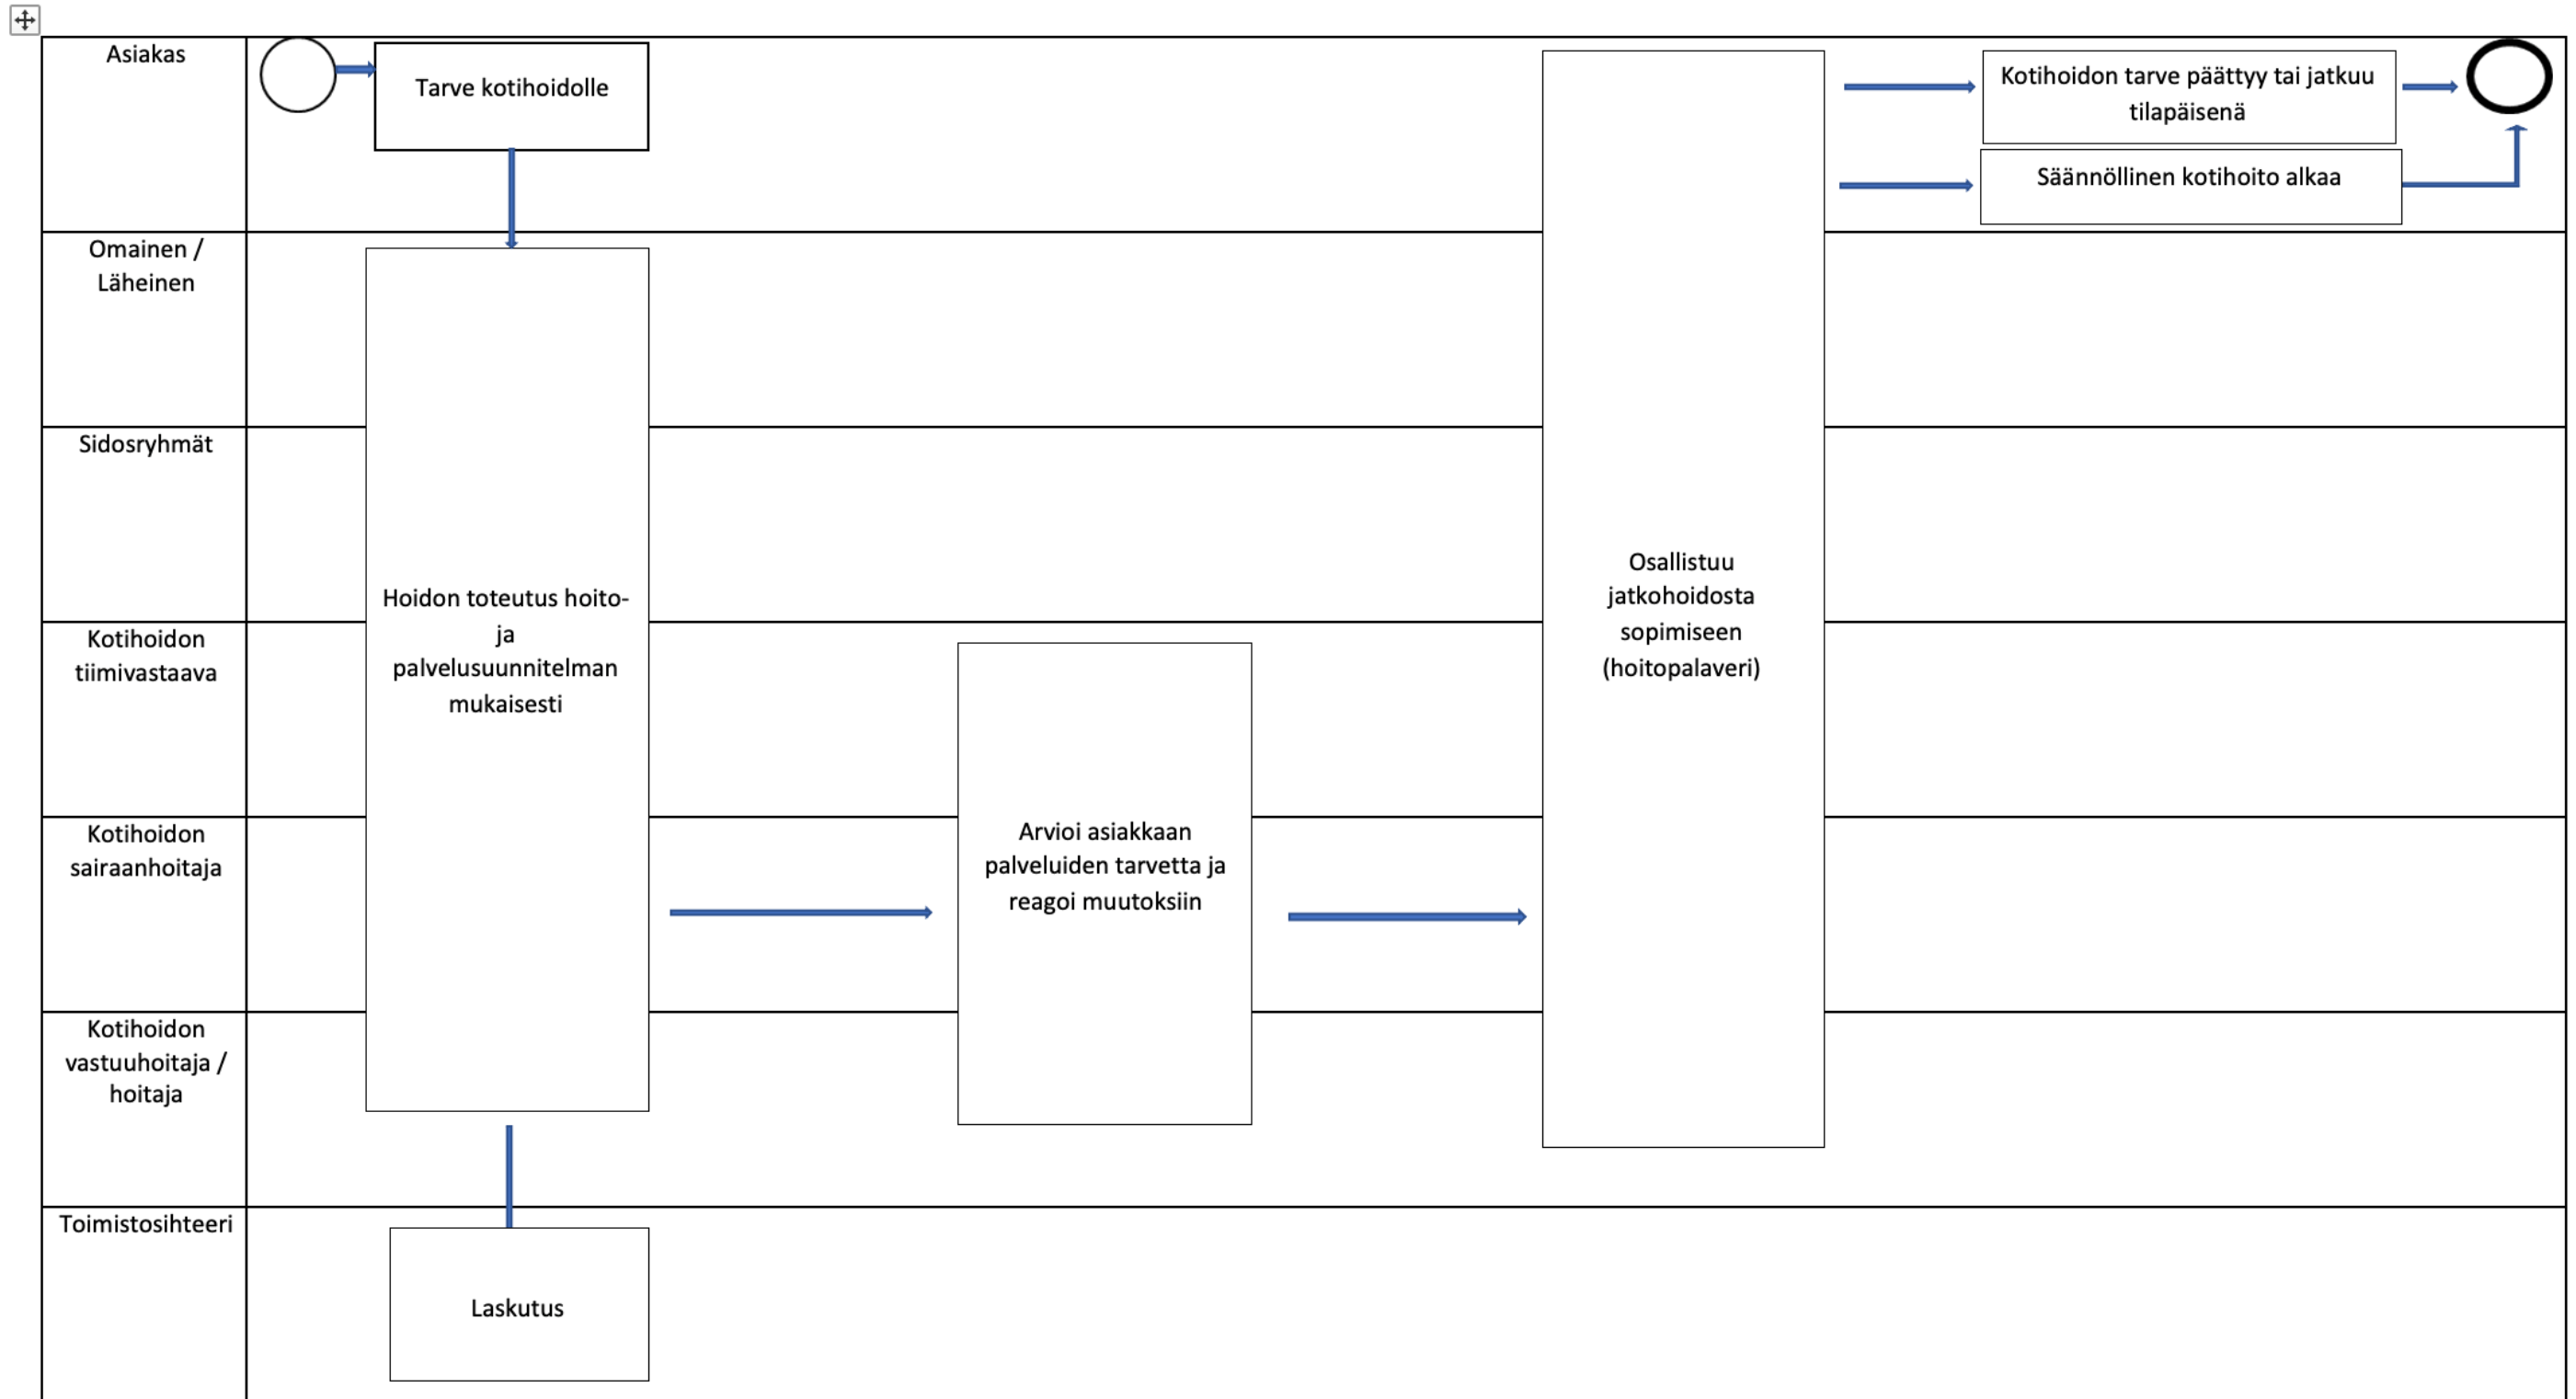 Asiakas
Tarve kotihoidolle
Kotihoidon tarve päättyy tai jatkuu
tilapäisenä
Säännöllinen kotihoito alkaa
Omainen /
Läheinen
Sidosryhmät
Hoidon toteutus hoito-
ja
palvelusuunnitelman
mukaisesti
Osallistuu
jatkohoidosta
sopimiseen
(hoitopalaveri)
Kotihoidon
tiimivastaava
Kotihoidon
sairaanhoitaja
Arvioi asiakkaan
palveluiden tarvetta ja
reagoi muutoksiin
Kotihoidon
vastuuhoitaja /
hoitaja
Toimistosihteeri
Laskutus